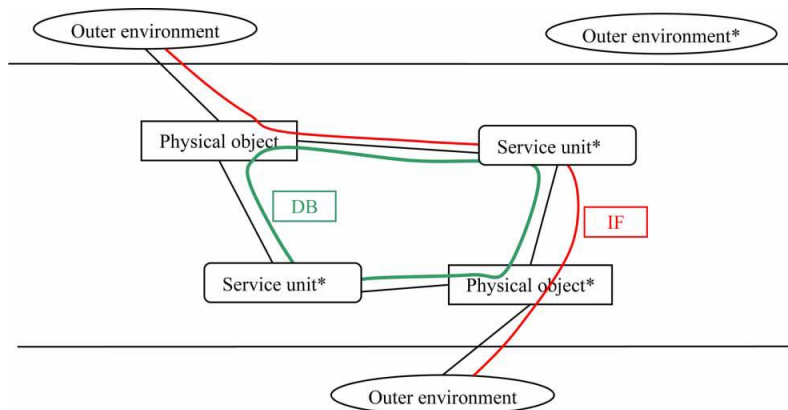 Outer environment
Outer environment*
Physical object
Service unit*
DB
IF
Service unit*
Physical object*
Outer environment